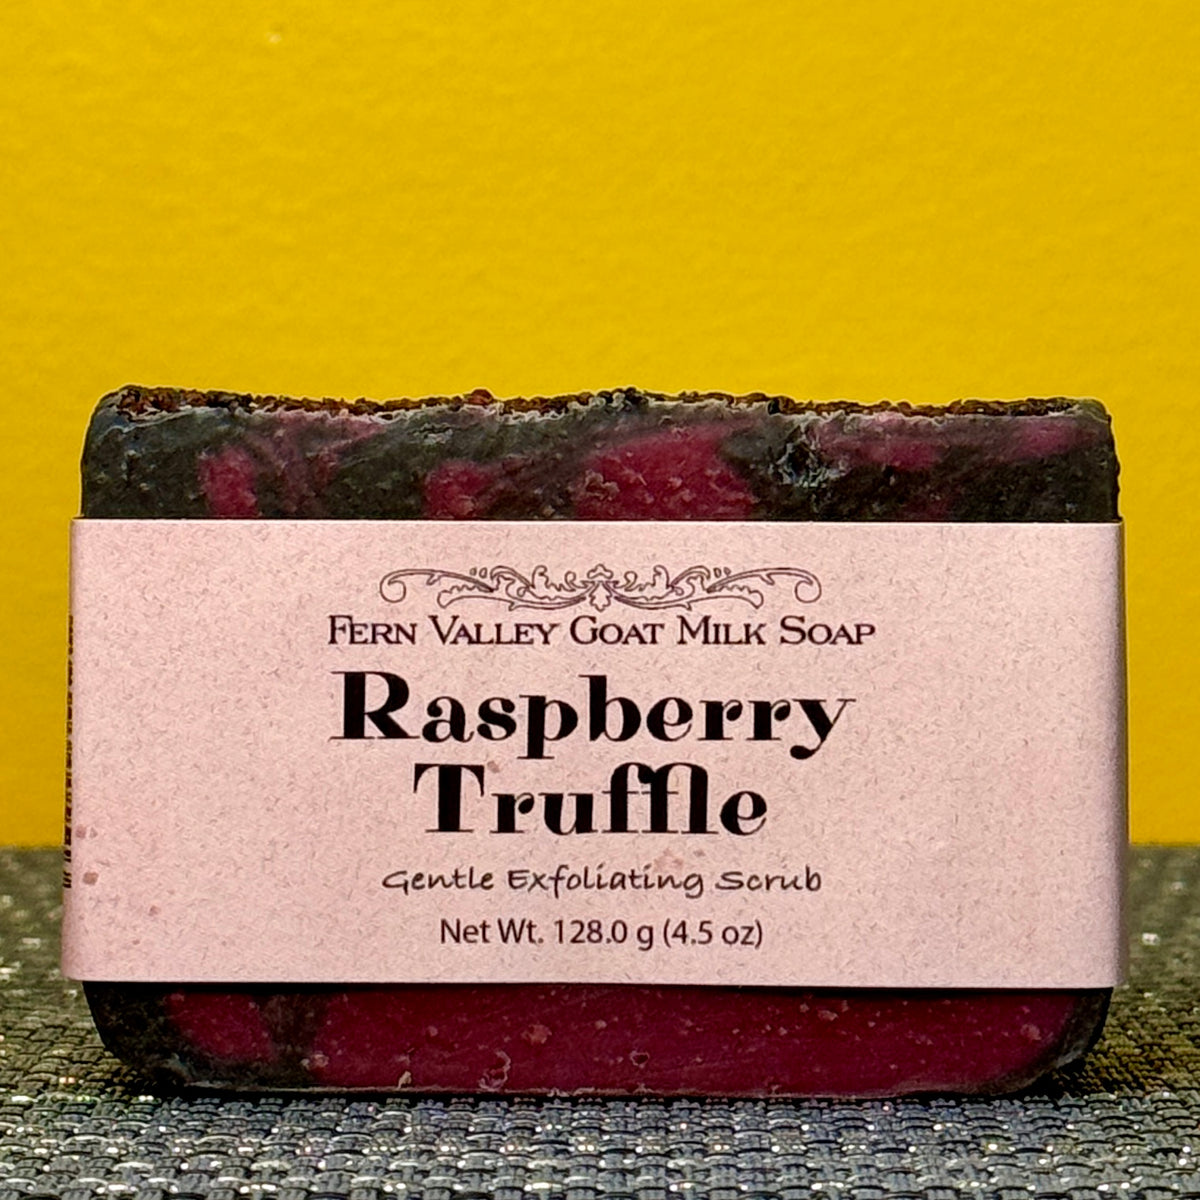 Fern Valley Goat Milk Soap
Raspberry
Truffle
Gentle Exfoliating Scrub
Net Wt. 128.0 g (4.5 oz)